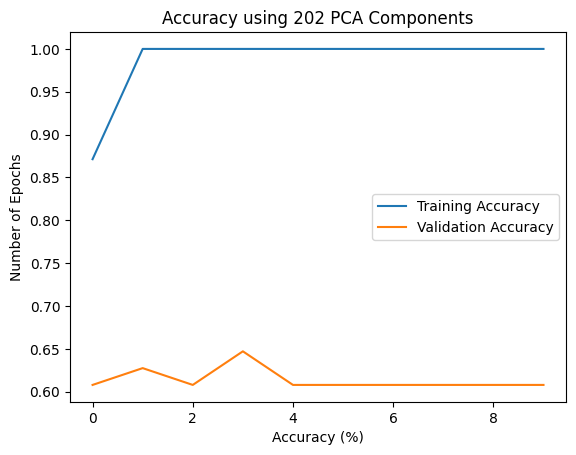 Accuracy using 202 PCA Components
1.00
0.95
0.90
0.85
0.80
0.75
0.70
0.65
0.60
Number of Epochs
Training Accuracy
Validation Accuracy
0 2 4 6 8
Accuracy (%)